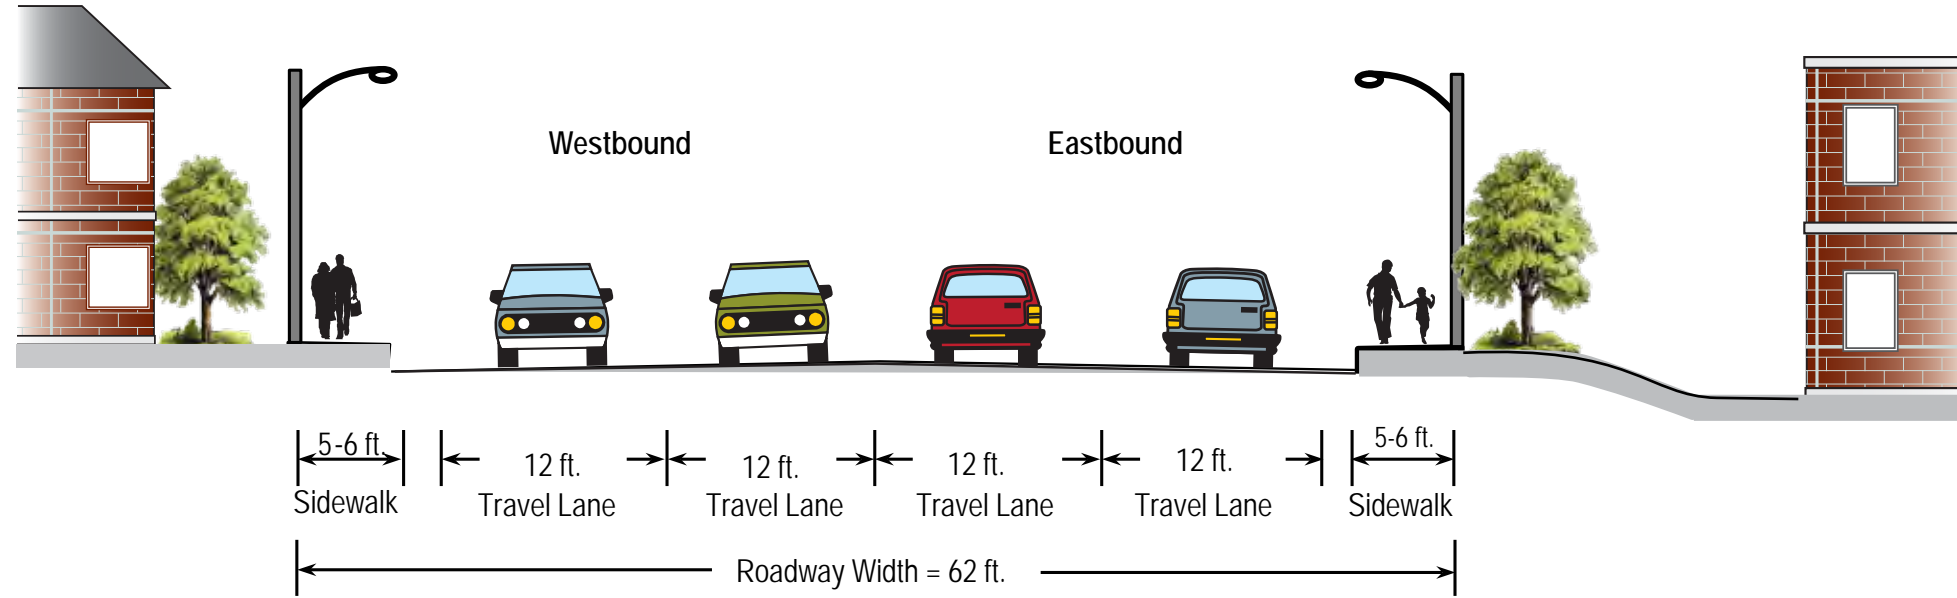 Westbound
Eastbound
5-6 ft.
12 ft.
12 ft.
12 ft.
12 ft.
5-6 ft.
Sidewalk
Travel Lane
Travel Lane
Travel Lane
Travel Lane
Sidewalk
Roadway Width = 62 ft.